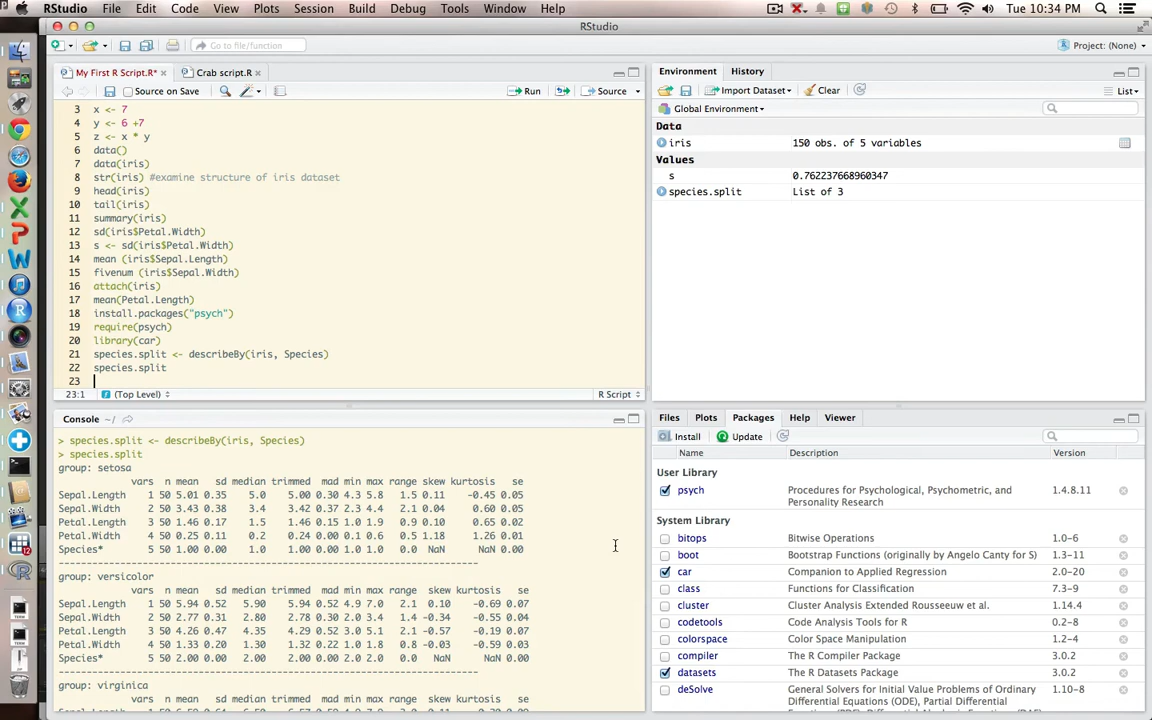 RStudio File Edit Code View Plots Session Build Debug Tools Window Help Tue 10:34 PM
RStudio
Go to file/function
Project: (None)
My First R Script.R*
Crab script.R
Source on Save
Run
Source
3 x <- 7
4 y <- 6 +7
5 z <- x * y
6 data()
7 data(iris)
8 str(iris) #examine structure of iris dataset
9 head(iris)
10 tail(iris)
11 summary(iris)
12 sd(iris$Petal.Width)
13 s <- sd(iris$Petal.Width)
14 mean (iris$Sepal.Length)
15 fivenum (iris$Sepal.Width)
16 attach(iris)
17 mean(Petal.Length)
18 install.packages("psych")
19 require(psych)
20 library(car)
21 species.split <- describeBy(iris, Species)
22 species.split
23
23:1 (Top Level) R Script
Console ~/
> species.split <- describeBy(iris, Species)
> species.split
group: setosa
vars n mean sd median trimmed mad min max range skew kurtosis se
Sepal.Length 1 50 5.01 0.35 5.0 5.00 0.30 4.3 5.8 1.5 0.11 -0.45 0.05
Sepal.Width 2 50 3.43 0.38 3.4 3.42 0.37 2.3 4.4 2.1 0.04 0.60 0.05
Petal.Length 3 50 1.46 0.17 1.5 1.46 0.15 1.0 1.9 0.9 0.10 0.65 0.02
Petal.Width 4 50 0.25 0.11 0.2 0.24 0.00 0.1 0.6 0.5 1.18 1.26 0.01
Species* 5 50 1.00 0.00 1.0 1.00 0.00 1.0 1.0 0.0 NaN NaN 0.00
------------------------------------------------------------
group: versicolor
vars n mean sd median trimmed mad min max range skew kurtosis se
Sepal.Length 1 50 5.94 0.52 5.90 5.94 0.52 4.9 7.0 2.1 0.10 -0.69 0.07
Sepal.Width 2 50 2.77 0.31 2.80 2.78 0.30 2.0 3.4 1.4 -0.34 -0.55 0.04
Petal.Length 3 50 4.26 0.47 4.35 4.29 0.52 3.0 5.1 2.1 -0.57 -0.19 0.07
Petal.Width 4 50 1.33 0.20 1.30 1.32 0.22 1.0 1.8 0.8 -0.03 -0.59 0.03
Species* 5 50 2.00 0.00 2.00 2.00 0.00 2.0 2.0 0.0 NaN NaN 0.00
------------------------------------------------------------
group: virginica
vars n mean sd median trimmed mad min max range skew kurtosis se
Environment History
Import Dataset Clear List
Global Environment
Data
iris 150 obs. of 5 variables
Values
s 0.762237668960347
species.split List of 3
Files Plots Packages Help Viewer
Install Update
Name Description Version
User Library
psych Procedures for Psychological, Psychometric, and Personality Research 1.4.8.11
System Library
bitops Bitwise Operations 1.0-6
boot Bootstrap Functions (originally by Angelo Canty for S) 1.3-11
car Companion to Applied Regression 2.0-20
class Functions for Classification 7.3-9
cluster Cluster Analysis Extended Rousseeuw et al. 1.14.4
codetools Code Analysis Tools for R 0.2-8
colorspace Color Space Manipulation 1.2-4
compiler The R Compiler Package 3.0.2
datasets The R Datasets Package 3.0.2
deSolve General Solvers for Initial Value Problems of Ordinary 1.10-8
Differential Equations (ODE), Partial Differential